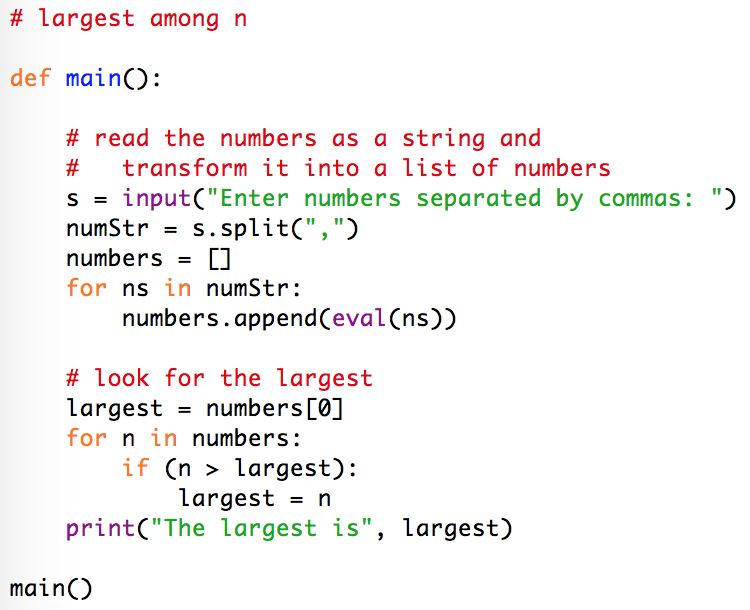 # largest among n
def main():
    # read the numbers as a string and
    #   transform it into a list of numbers
    s = input("Enter numbers separated by commas: ")
    numStr = s.split(",")
    numbers = []
    for ns in numStr:
        numbers.append(eval(ns))
    # look for the largest
    largest = numbers[0]
    for n in numbers:
        if (n > largest):
            largest = n
    print("The largest is", largest)
main()